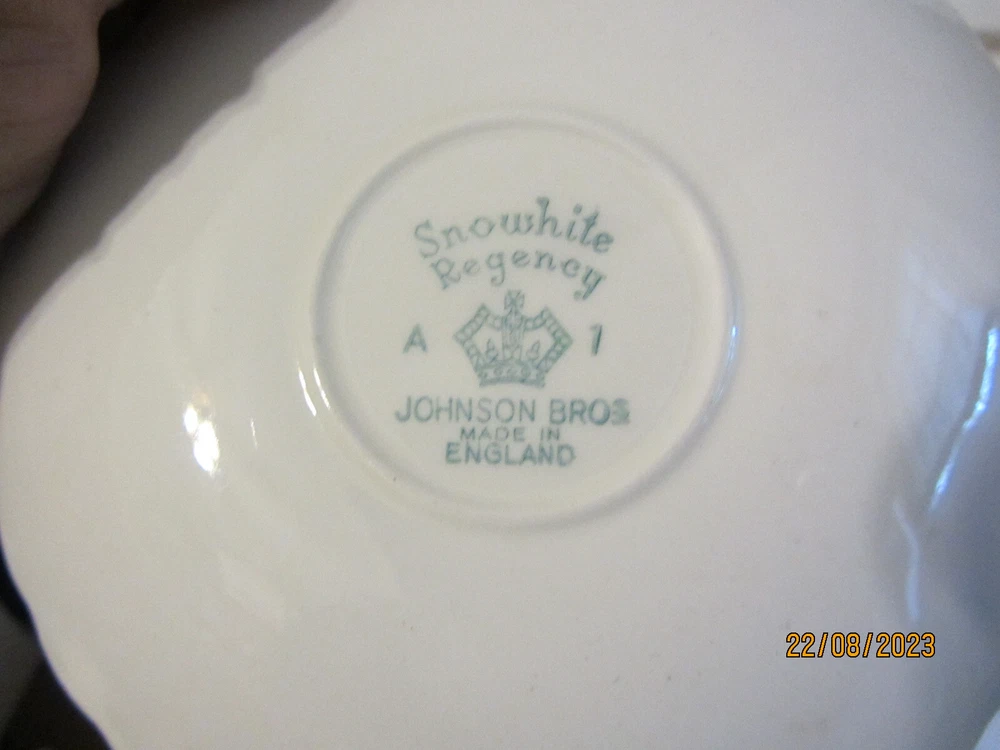 Snowhite
Regency
A 1
JOHNSON BROS
MADE IN
ENGLAND
22/08/2023